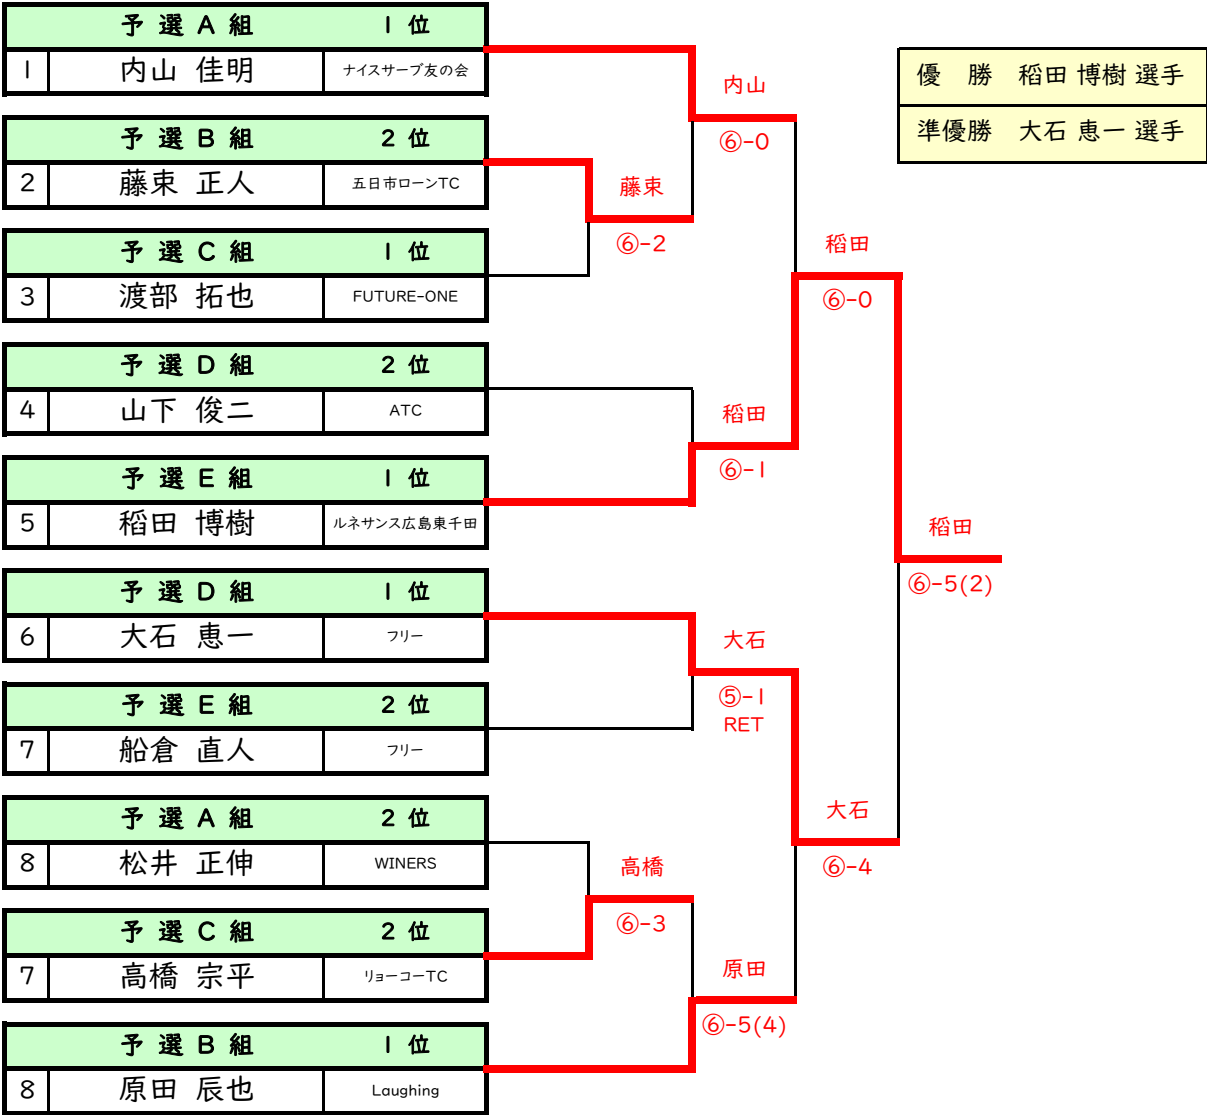 予 選 A 組 1 位
1 内山 佳明 ナイスサーブ友の会
予 選 B 組 2 位
2 藤東 正人 五日市ローンTC
予 選 C 組 1 位
3 渡部 拓也 FUTURE-ONE
予 選 D 組 2 位
4 山下 俊二 ATC
予 選 E 組 1 位
5 稻田 博樹 ルネサンス広島東千田
予 選 D 組 1 位
6 大石 恵一 フリー
予 選 E 組 2 位
7 船倉 直人 フリー
予 選 A 組 2 位
8 松井 正伸 WINERS
予 選 C 組 2 位
7 高橋 宗平 リョーコーTC
予 選 B 組 1 位
8 原田 辰也 Laughing
藤東
⑥-2
高橋
⑥-3
内山
⑥-0
稻田
⑥-1
大石
⑤-1
RET
原田
⑥-5(4)
稻田
⑥-0
大石
⑥-4
稻田
⑥-5(2)
優　勝　稻田 博樹 選手
準優勝　大石 恵一 選手